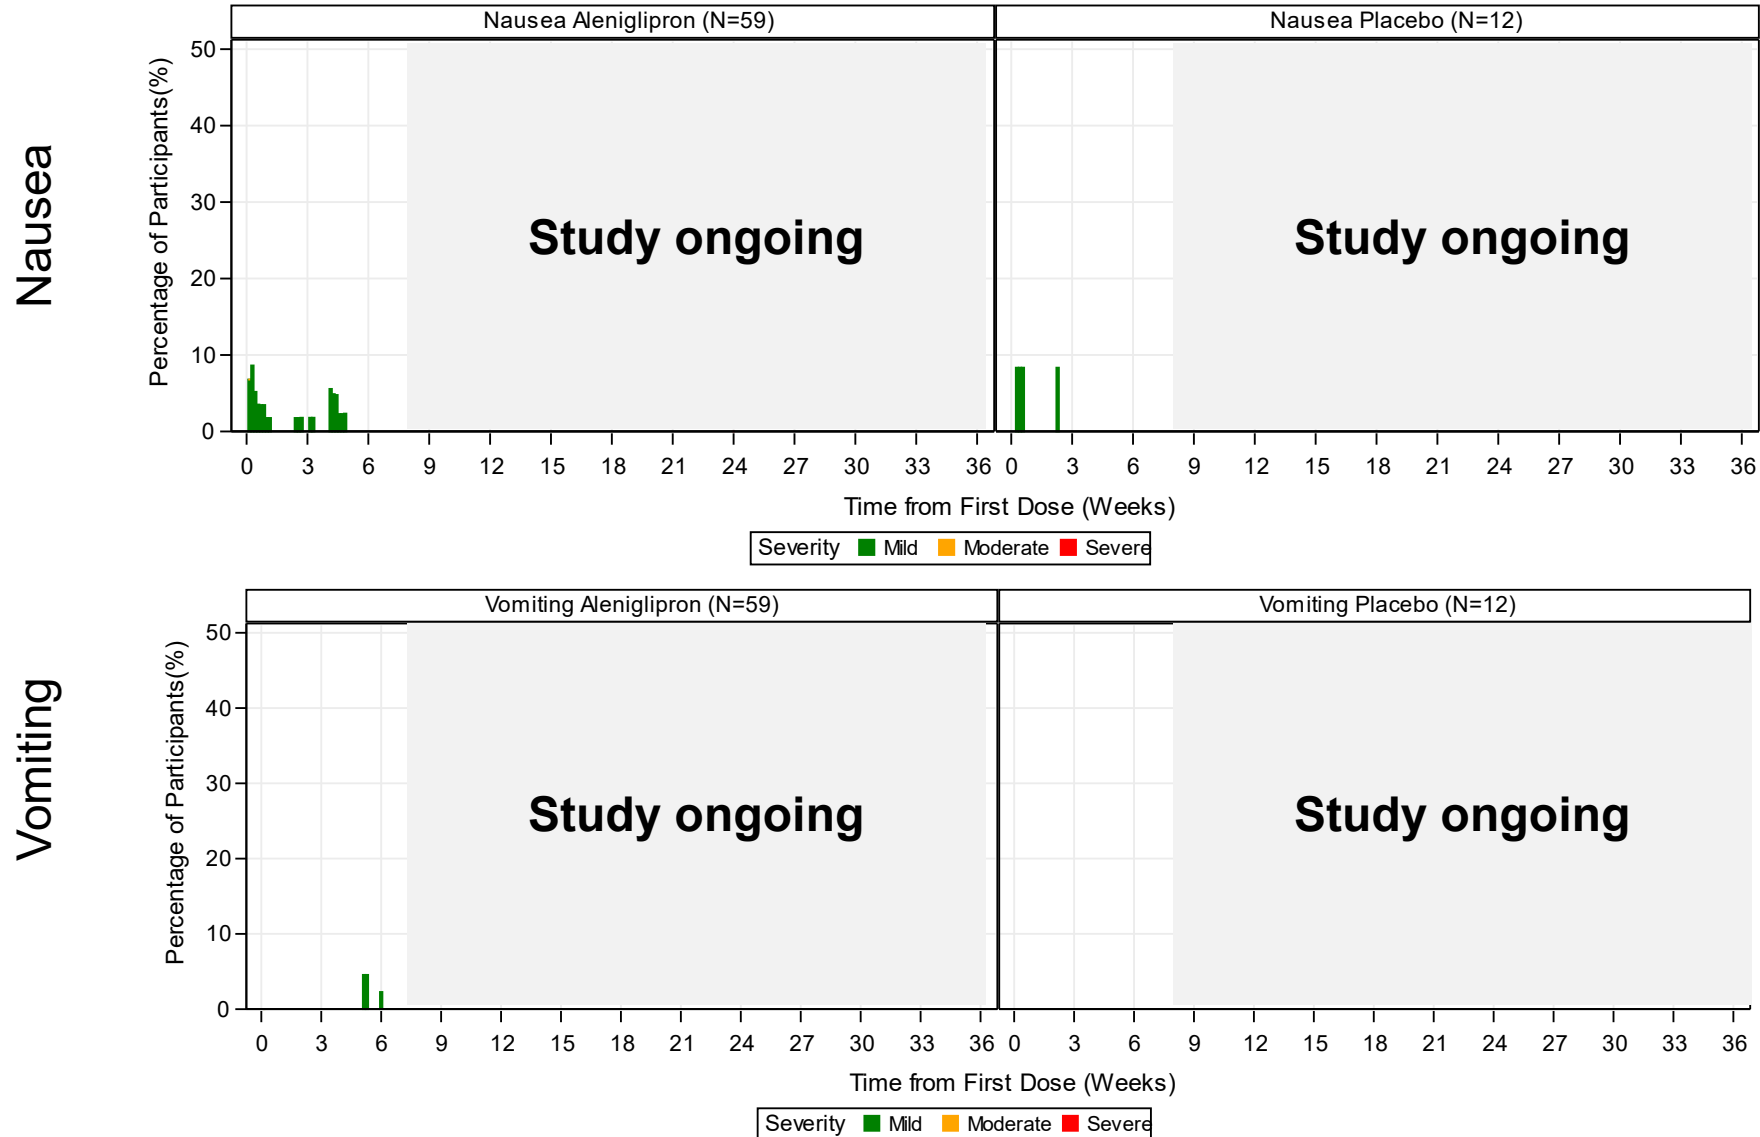 Nausea Aleniglipron (N=59)
Nausea Placebo (N=12)
Nausea
Percentage of Participants(%)
50
40
30
20
10
0
Study ongoing
Study ongoing
0 3 6 9 12 15 18 21 24 27 30 33 36
0 3 6 9 12 15 18 21 24 27 30 33 36
Time from First Dose (Weeks)
Severity Mild Moderate Severe
Vomiting Aleniglipron (N=59)
Vomiting Placebo (N=12)
Vomiting
Percentage of Participants(%)
50
40
30
20
10
0
Study ongoing
Study ongoing
0 3 6 9 12 15 18 21 24 27 30 33 36
0 3 6 9 12 15 18 21 24 27 30 33 36
Time from First Dose (Weeks)
Severity Mild Moderate Severe